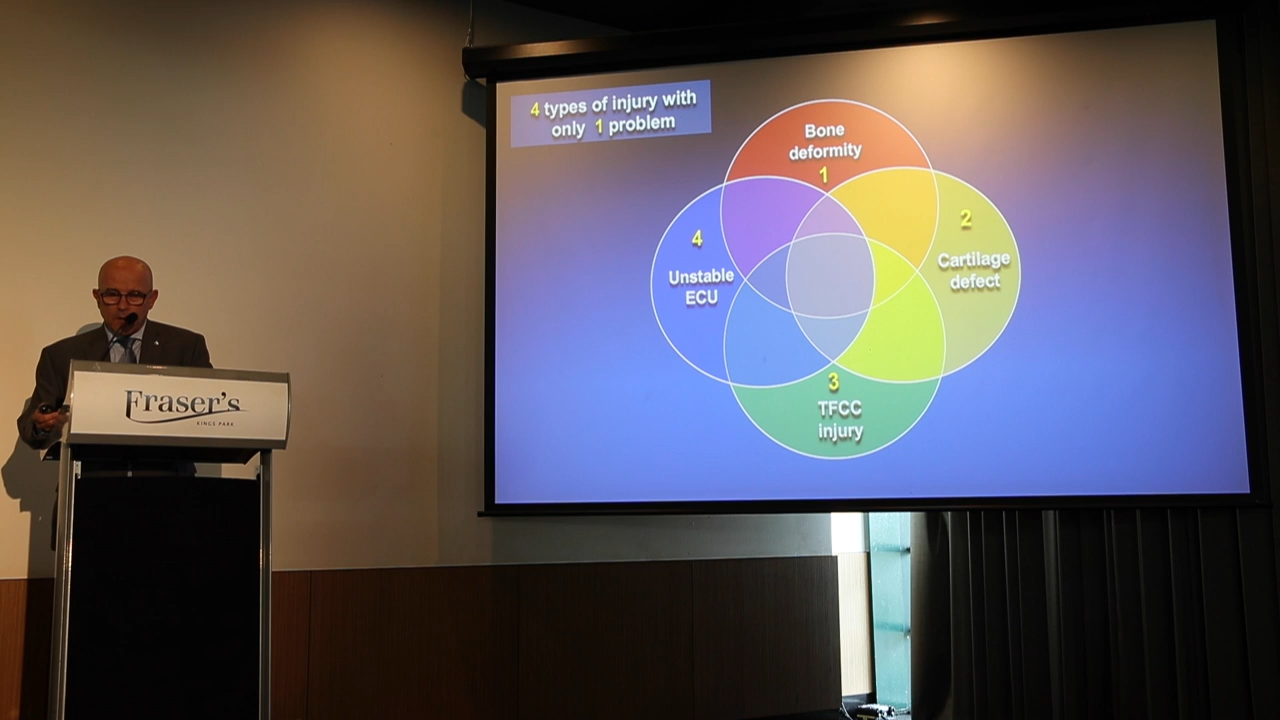 4 types of injury with
only 1 problem
Bone
deformity
1
2
Cartilage
defect
4
Unstable
ECU
3
TFCC
injury
Fraser's
KINGS PARK